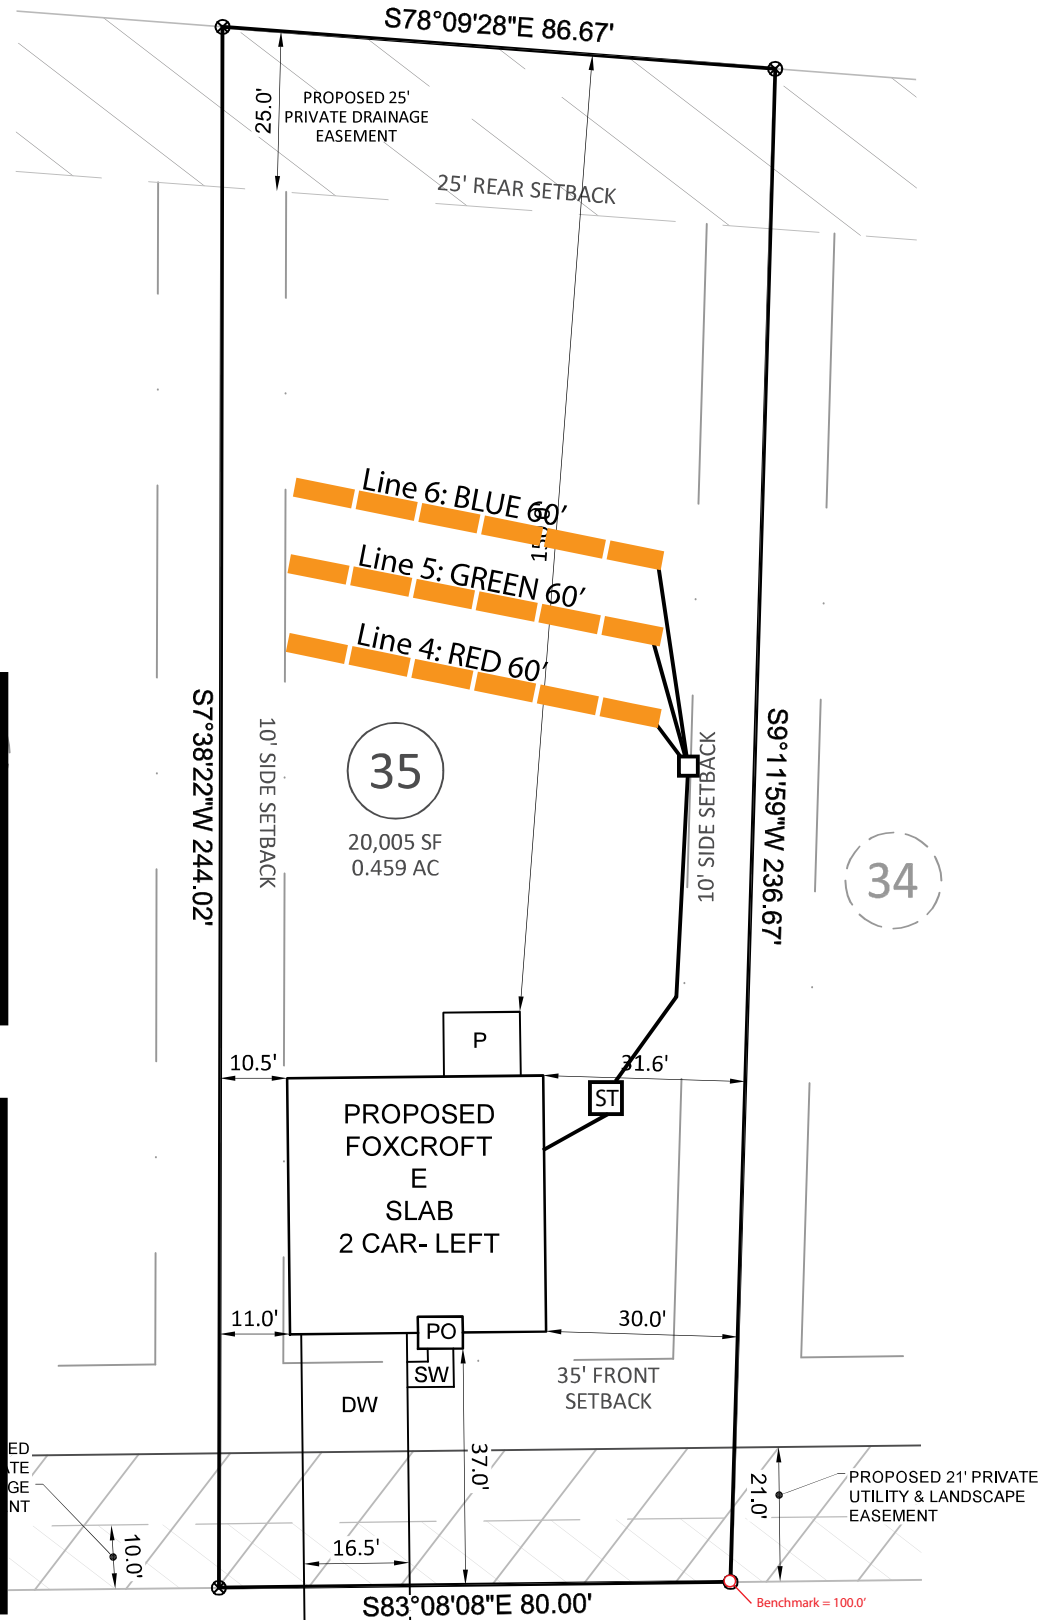 S78°09'28"E 86.67'
25.0'
PROPOSED 25'
PRIVATE DRAINAGE
EASEMENT
25' REAR SETBACK
Line 6: BLUE 60'
Line 5: GREEN 60'
Line 4: RED 60'
S7°38'22"W 244.02'
10' SIDE SETBACK
35
20,005 SF
0.459 AC
10' SIDE SETBACK
S9°11'59"W 236.67'
34
P
10.5'
31.6'
ST
PROPOSED
FOXCROFT
E
SLAB
2 CAR- LEFT
11.0'
PO
30.0'
SW
DW
35' FRONT
SETBACK
37.0'
ED
TE
GE
NT
10.0'
16.5'
21.0'
PROPOSED 21' PRIVATE
UTILITY & LANDSCAPE
EASEMENT
S83°08'08"E 80.00'
Benchmark = 100.0'